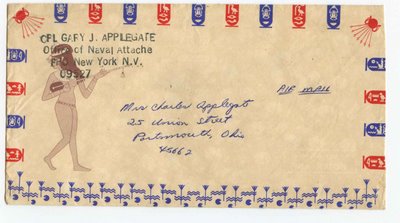 CPL GARY J. APPLEGATE
Office of Naval Attache
FPO New York N.Y.
09527
AIR MAIL
Mrs Charles Applegate
25 Union Street
Portsmouth, Ohio
45662